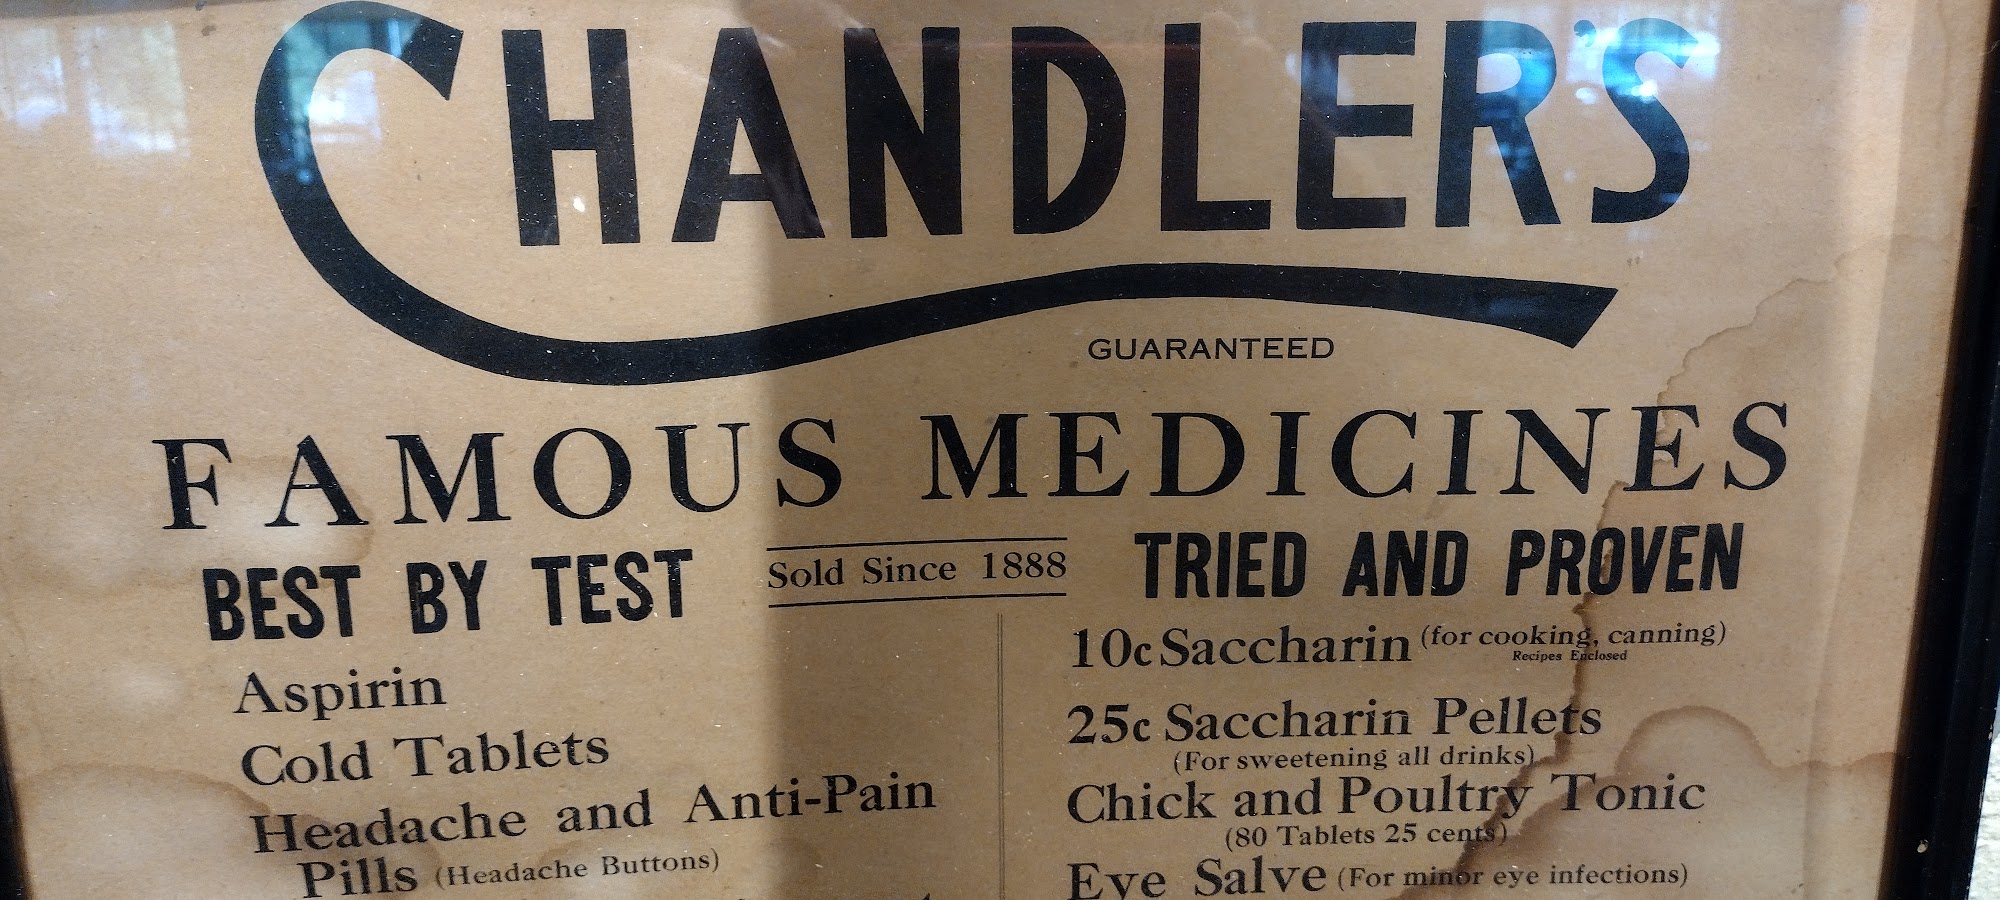 CHANDLER'S
GUARANTEED
FAMOUS MEDICINES
BEST BY TEST
Sold Since 1888
TRIED AND PROVEN
Aspirin
Cold Tablets
Headache and Anti-Pain
Pills (Headache Buttons)
10c Saccharin (for cooking, canning)
Recipes Enclosed
25c Saccharin Pellets
(For sweetening all drinks)
Chick and Poultry Tonic
(80 Tablets 25 cents)
Eye Salve (For minor eye infections)